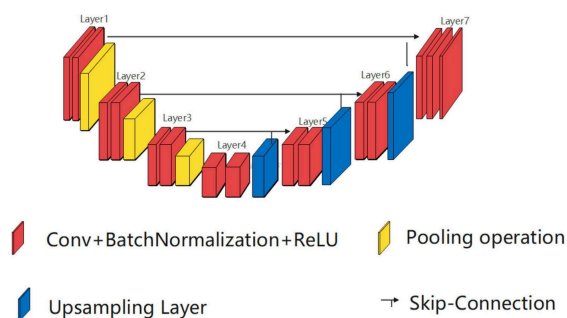 Layer1
Layer7
Layer2
Layer6
Layer3
Layer5
Layer4
Conv+BatchNormalization+ReLU
Pooling operation
Upsampling Layer
Skip-Connection